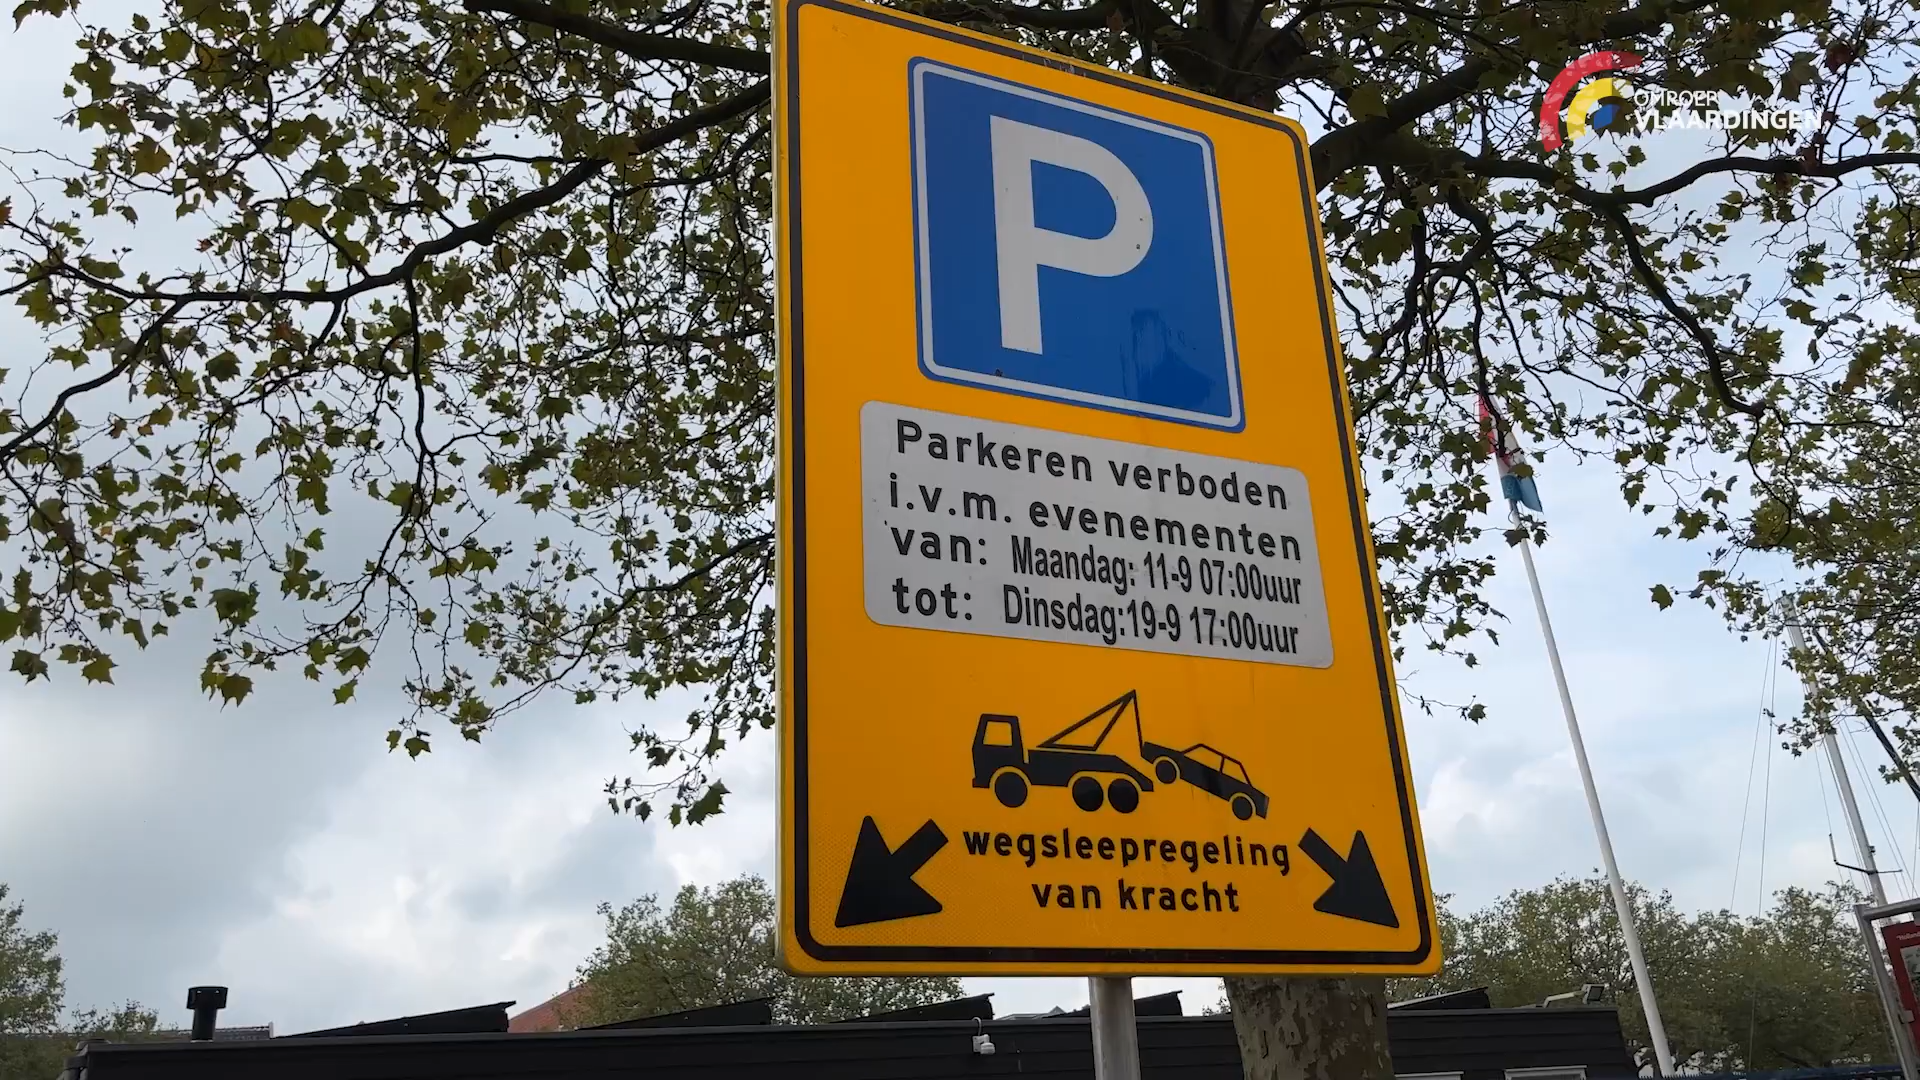 OMROEP
VLAARDINGEN
P
Parkeren verboden
i.v.m. evenementen
van: Maandag: 11-9 07:00uur
tot: Dinsdag:19-9 17:00uur
wegsleepregeling
van kracht